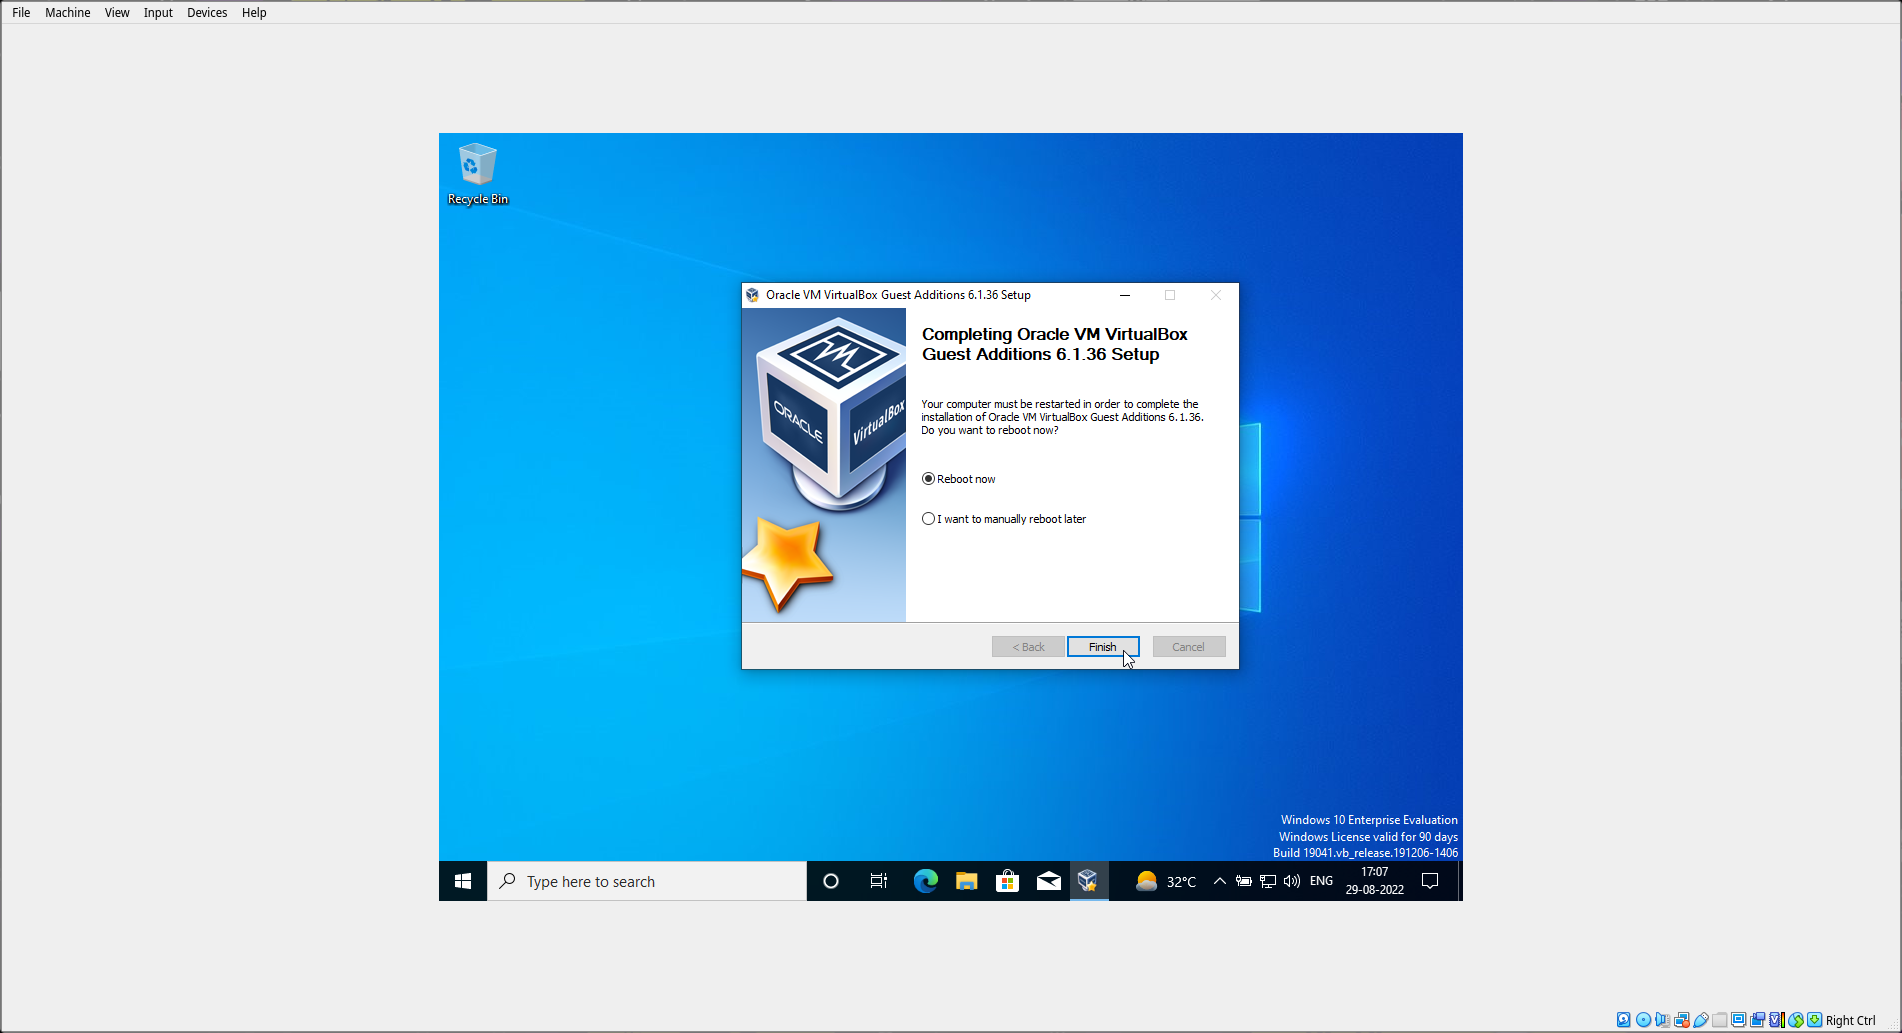 File Machine View Input Devices Help
Recycle Bin
Oracle VM VirtualBox Guest Additions 6.1.36 Setup
VM
ORACLE
VirtualBox
Completing Oracle VM VirtualBox
Guest Additions 6.1.36 Setup
Your computer must be restarted in order to complete the
installation of Oracle VM VirtualBox Guest Additions 6.1.36.
Do you want to reboot now?
Reboot now
I want to manually reboot later
< Back Finish Cancel
Windows 10 Enterprise Evaluation
Windows License valid for 90 days
Build 19041.vb_release.191206-1406
Type here to search
32°C
ENG
17:07
29-08-2022
Right Ctrl